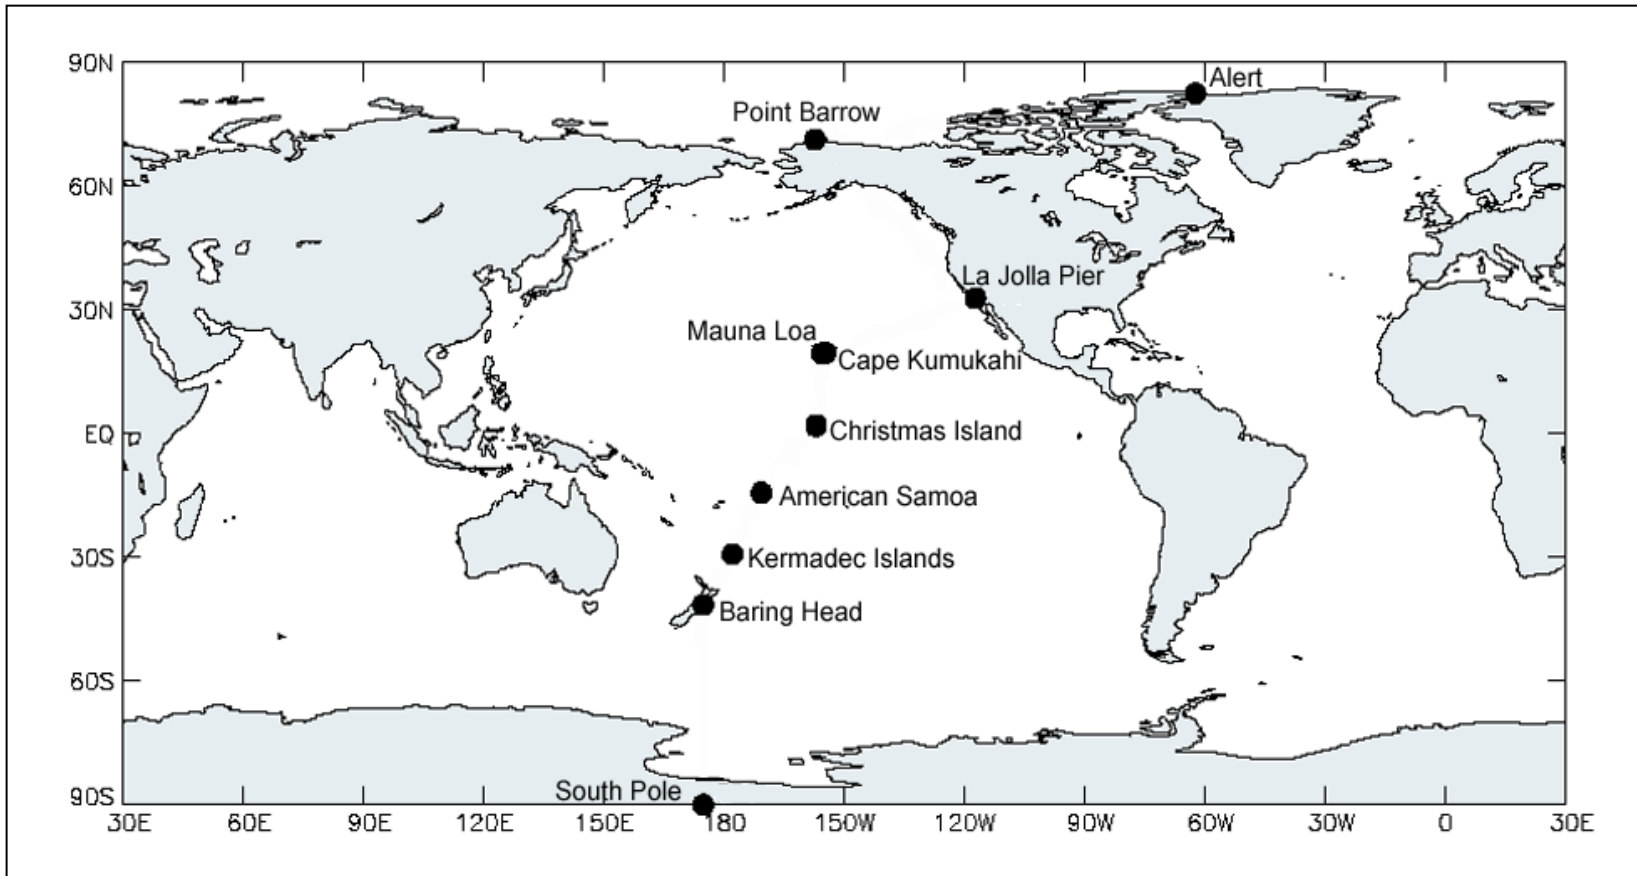 90N
Alert
Point Barrow
60N
La Jolla Pier
30N
Mauna Loa
Cape Kumukahi
EQ
Christmas Island
American Samoa
30S
Kermadec Islands
Baring Head
60S
South Pole
90S
30E 60E 90E 120E 150E 180 150W 120W 90W 60W 30W 0 30E